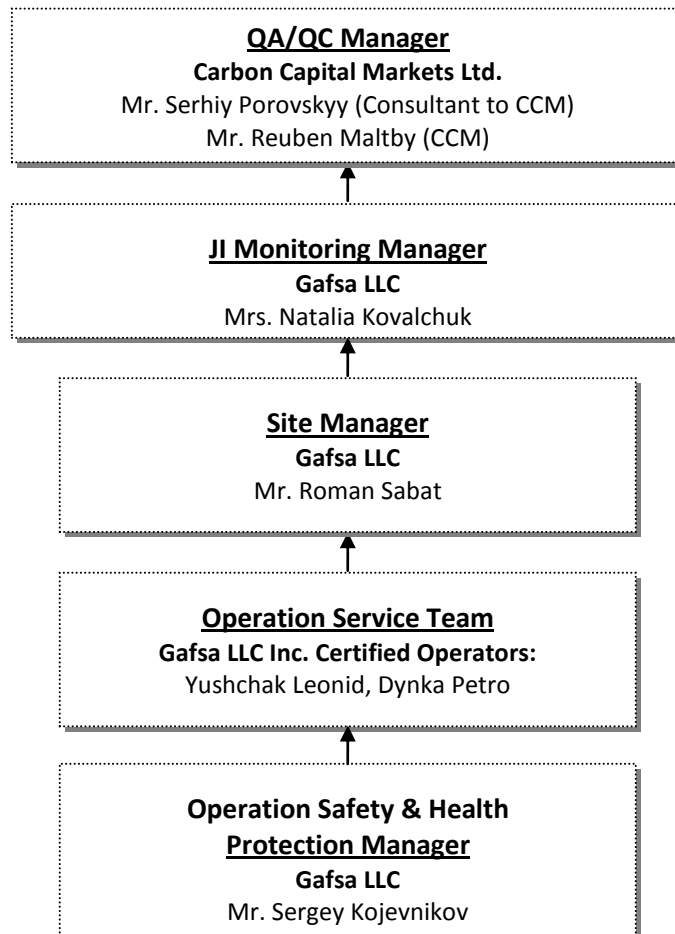 QA/QC Manager
Carbon Capital Markets Ltd.
Mr. Serhiy Porovskyy (Consultant to CCM)
Mr. Reuben Maltby (CCM)
JI Monitoring Manager
Gafsa LLC
Mrs. Natalia Kovalchuk
Site Manager
Gafsa LLC
Mr. Roman Sabat
Operation Service Team
Gafsa LLC Inc. Certified Operators:
Yushchak Leonid, Dynka Petro
Operation Safety & Health
Protection Manager
Gafsa LLC
Mr. Sergey Kojevnikov